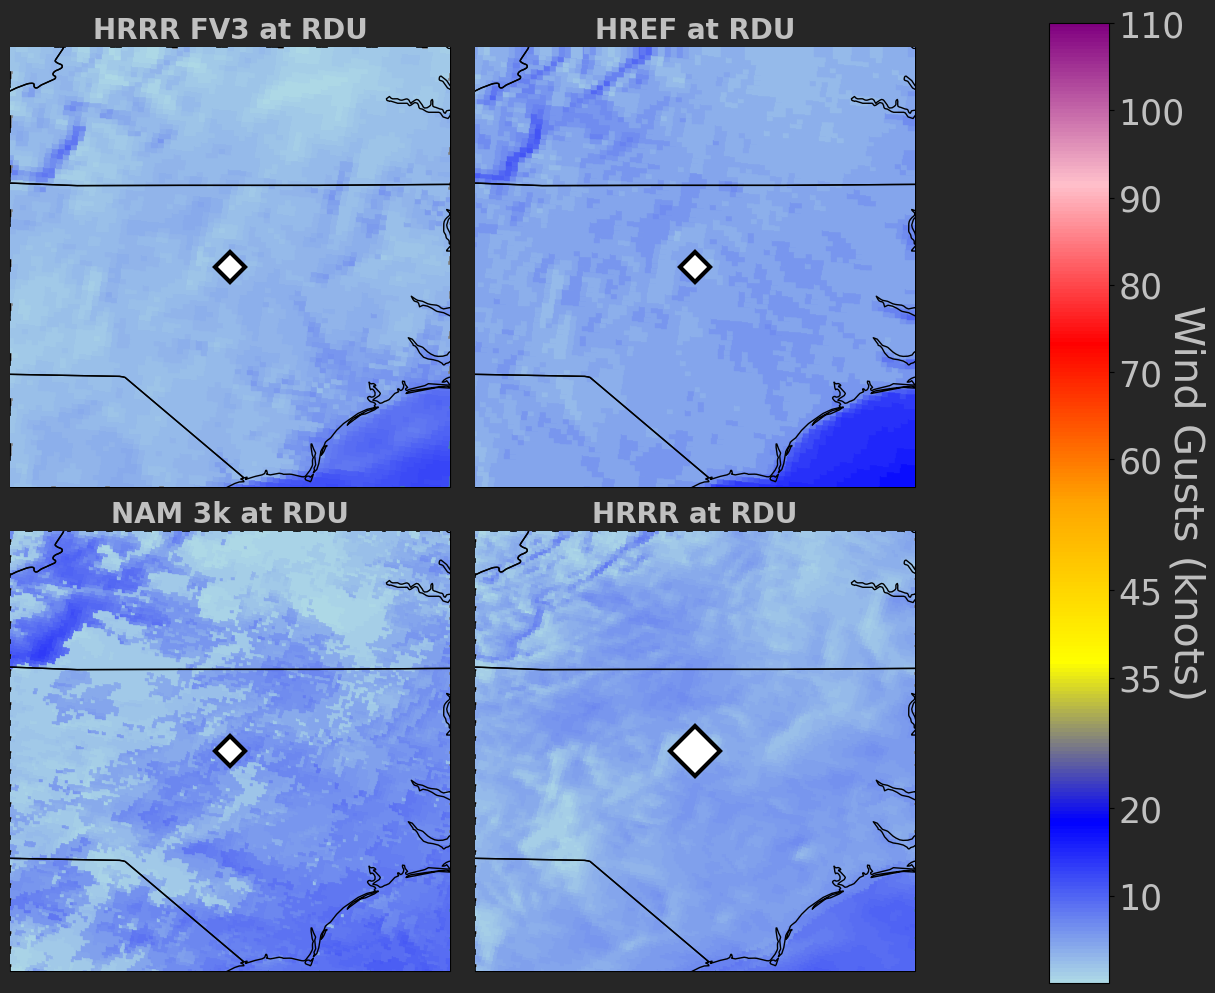 HRRR FV3 at RDU
HREF at RDU
NAM 3k at RDU
HRRR at RDU
110
100
90
80
70
60
45
35
20
10
Wind Gusts (knots)